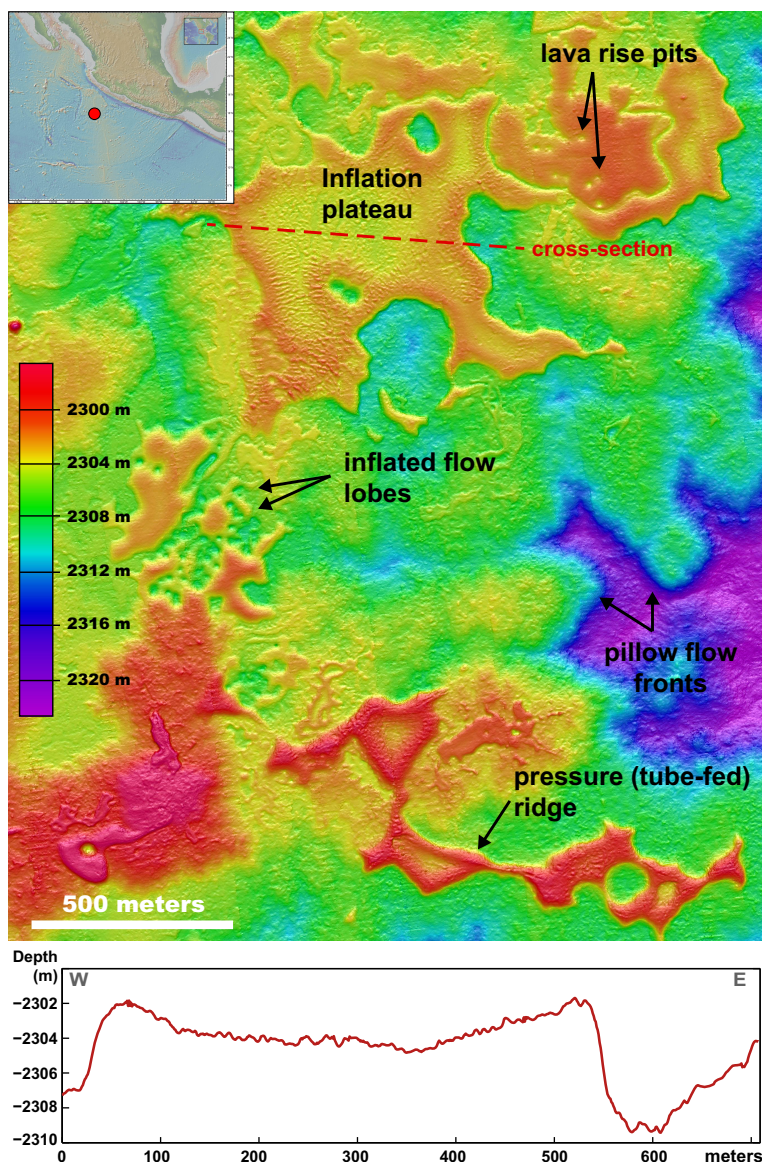 lava rise pits
Inflation
plateau
cross-section
2300 m
2304 m
2308 m
2312 m
2316 m
2320 m
inflated flow
lobes
pillow flow
fronts
pressure (tube-fed)
ridge
500 meters
Depth
(m)
W
E
−2302
−2304
−2306
−2308
−2310
0
100
200
300
400
500
600
meters